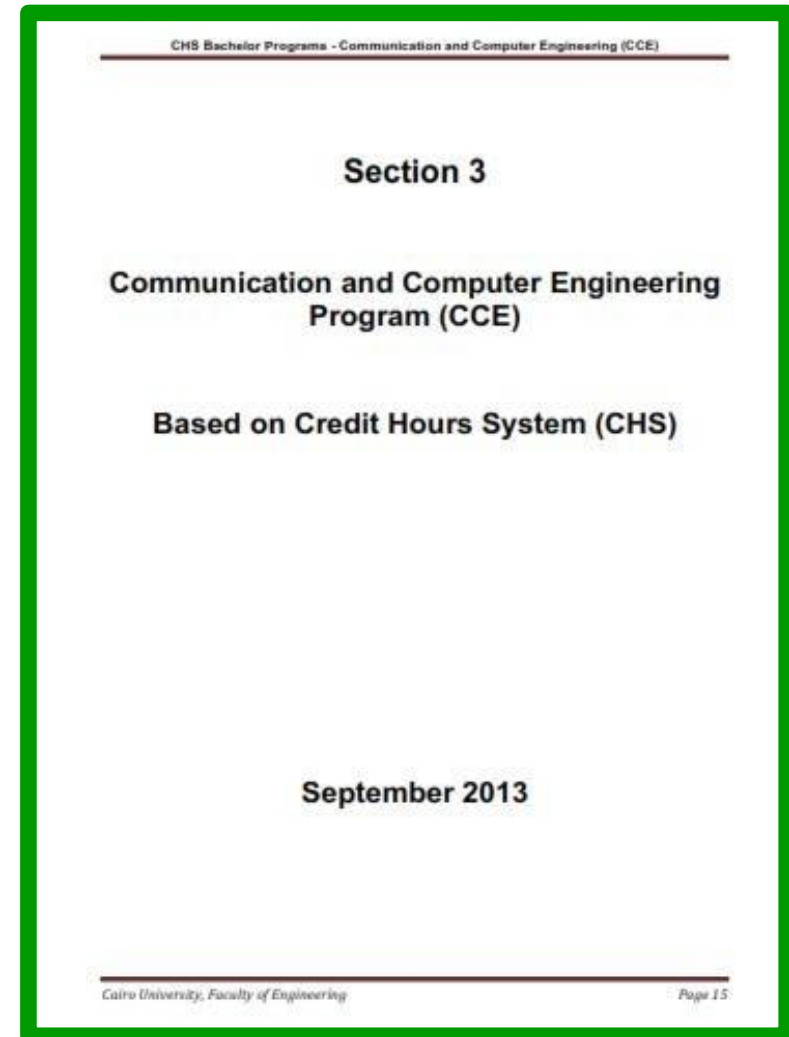 CHS Bachelor Programs - Communication and Computer Engineering (CCE)
Section 3
Communication and Computer Engineering
Program (CCE)
Based on Credit Hours System (CHS)
September 2013
Cairo University, Faculty of Engineering Page 15